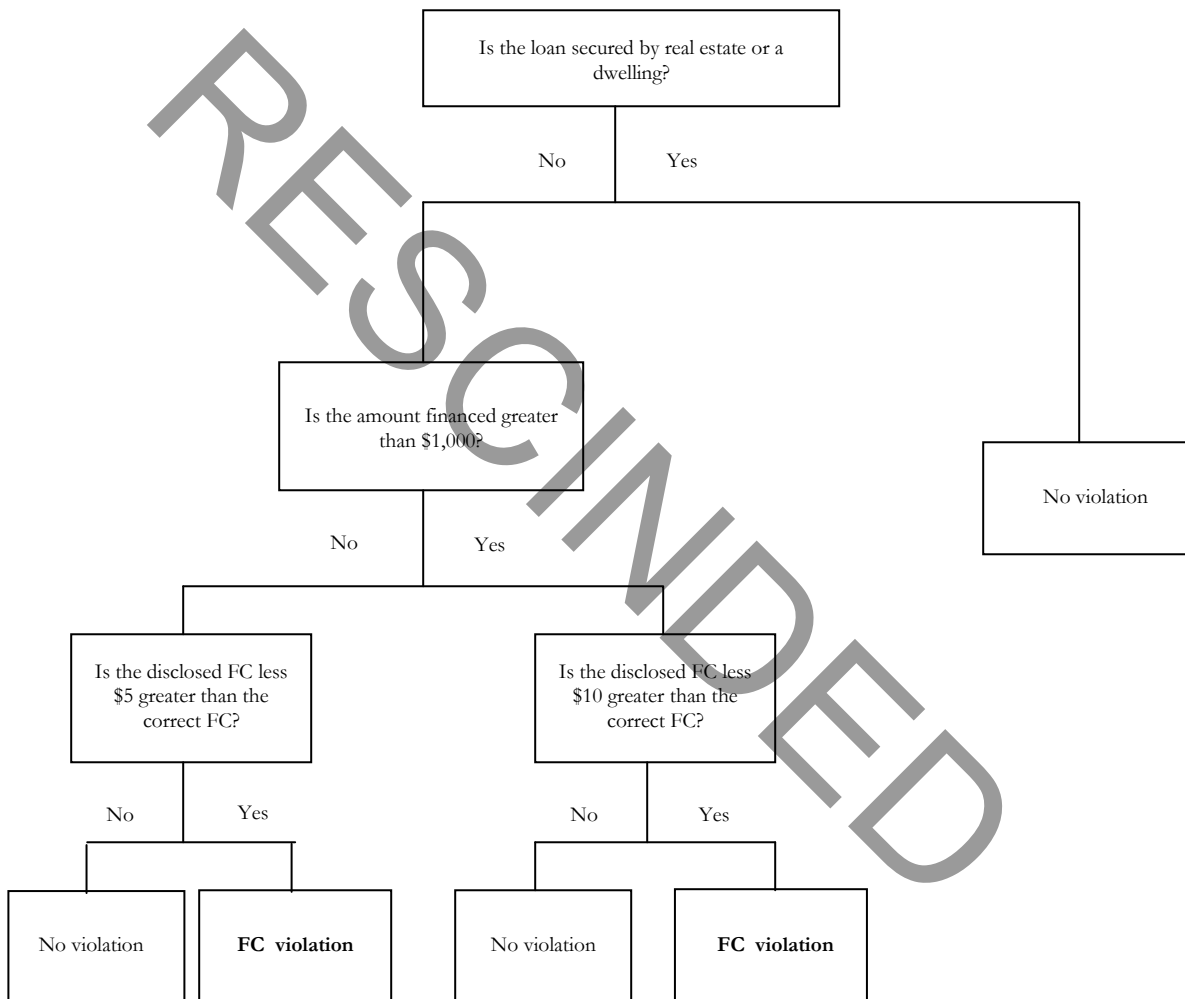 Is the loan secured by real estate or a
dwelling?
No
Yes
Is the amount financed greater
than $1,000?
No violation
No
Yes
Is the disclosed FC less
$5 greater than the
correct FC?
Is the disclosed FC less
$10 greater than the
correct FC?
No
Yes
No
Yes
No violation
FC violation
No violation
FC violation
RESCINDED